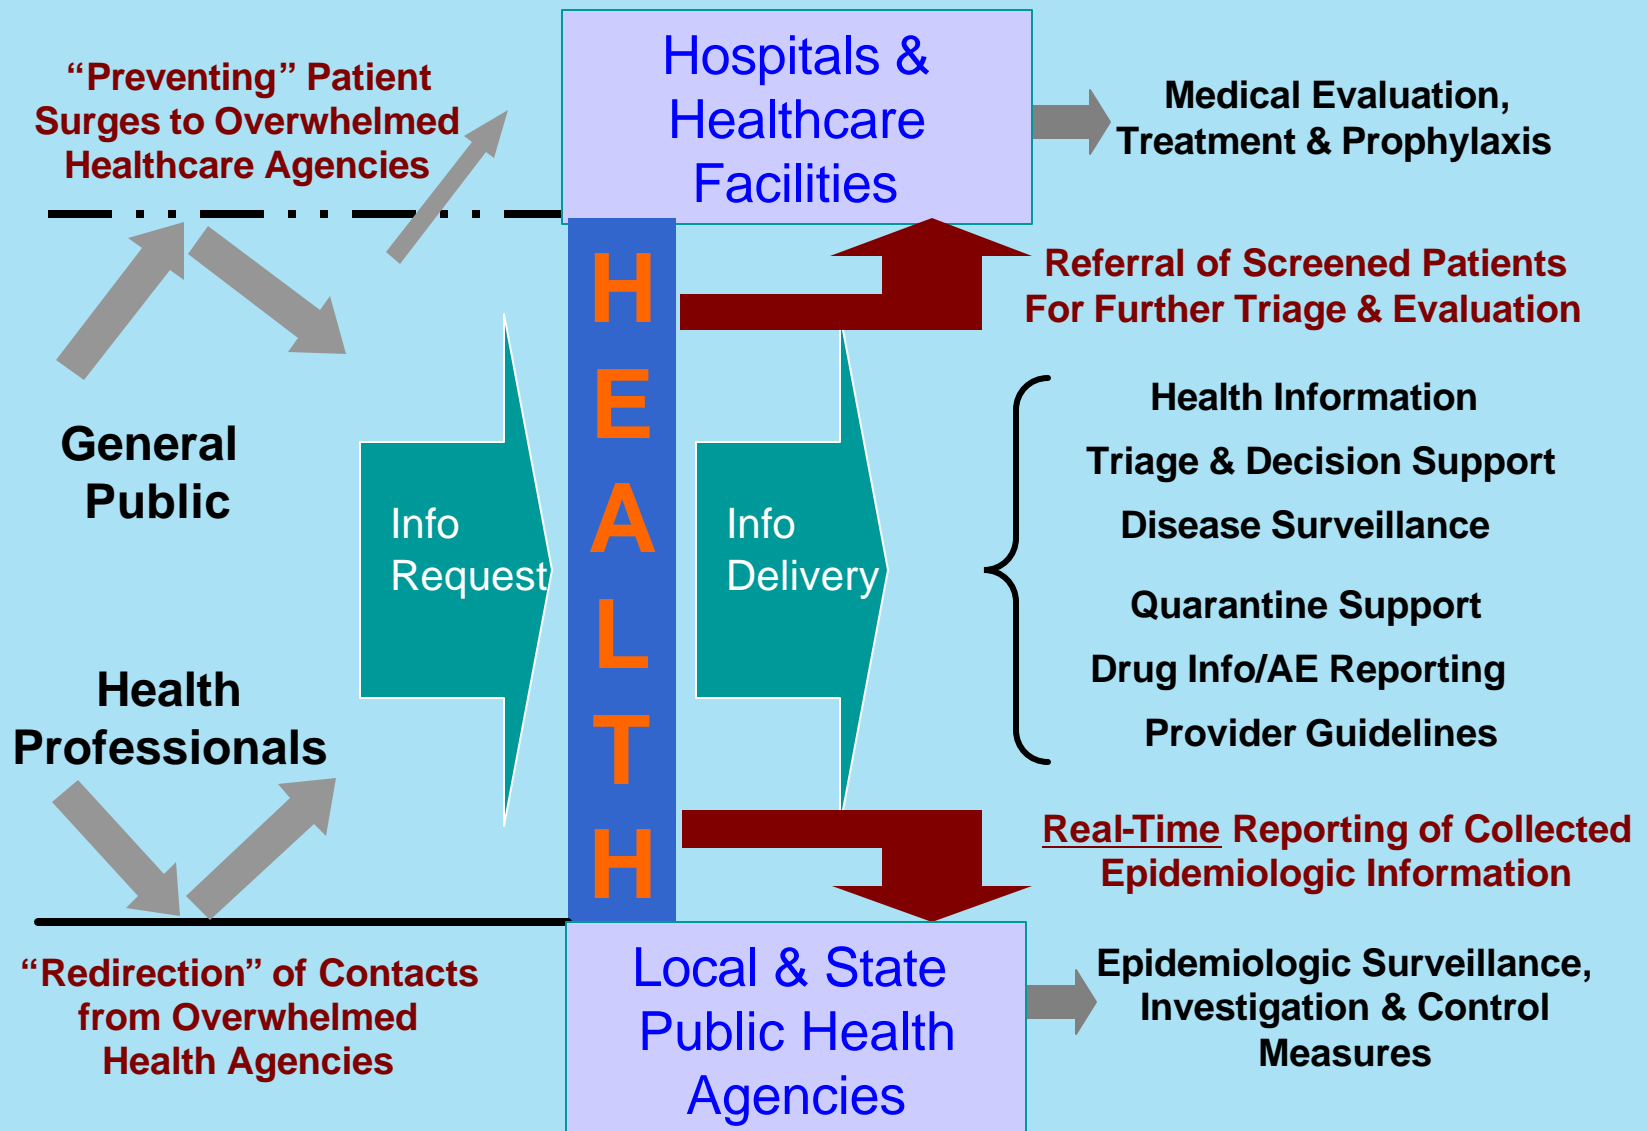 “Preventing” Patient
Surges to Overwhelmed
Healthcare Agencies
Hospitals &
Healthcare
Facilities
Medical Evaluation,
Treatment & Prophylaxis
Referral of Screened Patients
For Further Triage & Evaluation
General
Public
Health
Professionals
Info
Request
H
E
A
L
T
H
Info
Delivery
Health Information
Triage & Decision Support
Disease Surveillance
Quarantine Support
Drug Info/AE Reporting
Provider Guidelines
Real-Time Reporting of Collected
Epidemiologic Information
“Redirection” of Contacts
from Overwhelmed
Health Agencies
Local & State
Public Health
Agencies
Epidemiologic Surveillance,
Investigation & Control
Measures